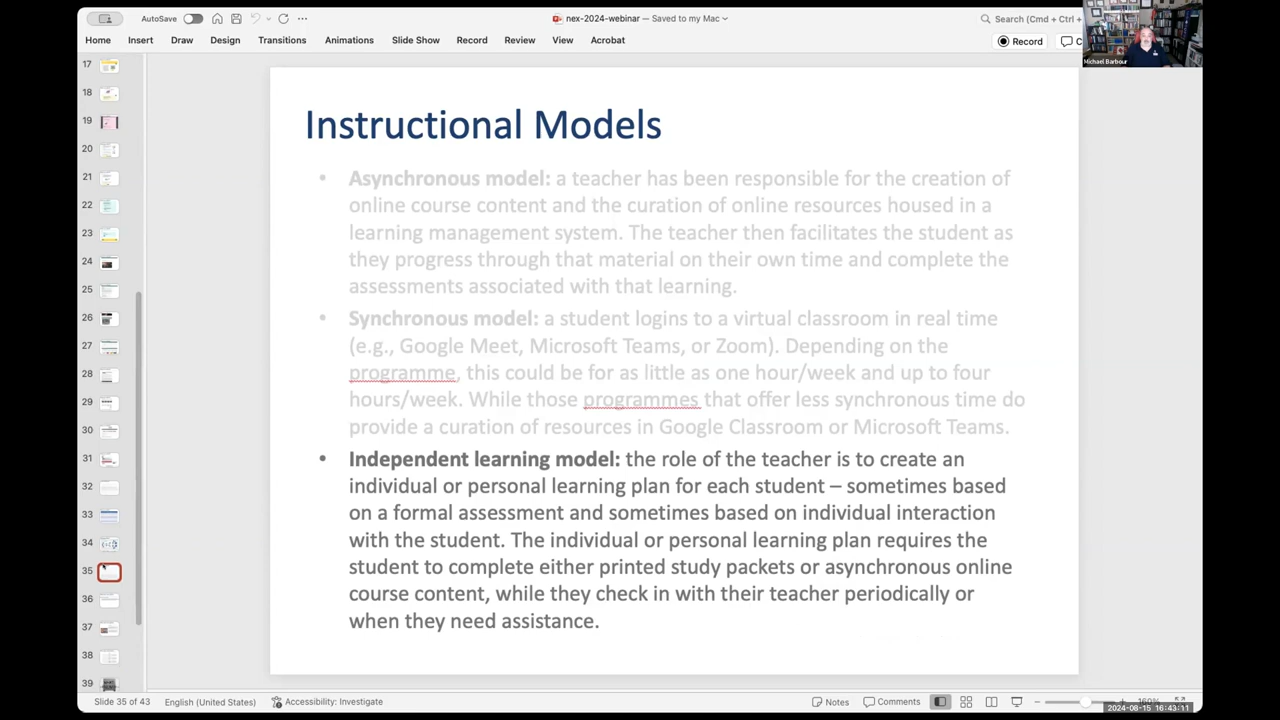 AutoSave
nex-2024-webinar — Saved to my Mac
Search (Cmd + Ctrl +
Home Insert Draw Design Transitions Animations Slide Show Record Review View Acrobat
Record
C
Michael Barbour
17
18
19
20
21
22
23
24
25
26
27
28
29
30
31
32
33
34
35
36
37
38
39
Instructional Models
• Asynchronous model: a teacher has been responsible for the creation of
online course content and the curation of online resources housed in a
learning management system. The teacher then facilitates the student as
they progress through that material on their own time and complete the
assessments associated with that learning.
• Synchronous model: a student logins to a virtual classroom in real time
(e.g., Google Meet, Microsoft Teams, or Zoom). Depending on the
programme, this could be for as little as one hour/week and up to four
hours/week. While those programmes that offer less synchronous time do
provide a curation of resources in Google Classroom or Microsoft Teams.
• Independent learning model: the role of the teacher is to create an
individual or personal learning plan for each student – sometimes based
on a formal assessment and sometimes based on individual interaction
with the student. The individual or personal learning plan requires the
student to complete either printed study packets or asynchronous online
course content, while they check in with their teacher periodically or
when they need assistance.
Slide 35 of 43 English (United States) Accessibility: Investigate Notes Comments
2024-08-15 16:43:11